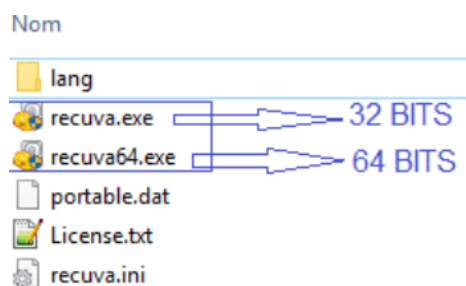 Nom
lang
recuva.exe 32 BITS
recuva64.exe 64 BITS
portable.dat
License.txt
recuva.ini